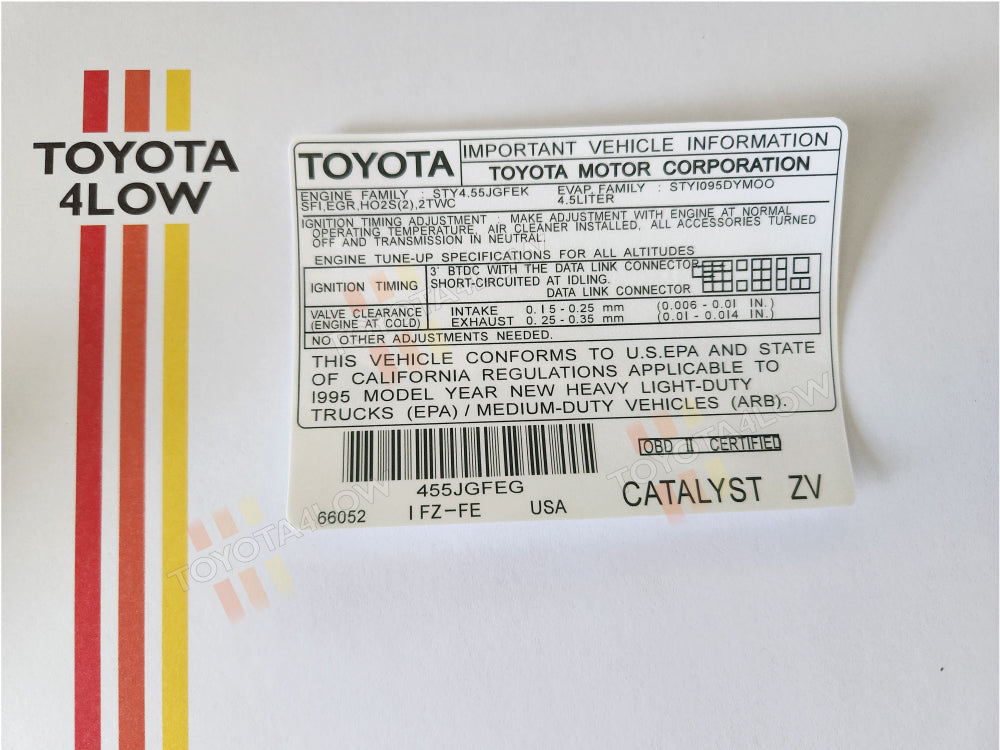 TOYOTA
4LOW
TOYOTA
IMPORTANT VEHICLE INFORMATION
TOYOTA MOTOR CORPORATION
ENGINE FAMILY : STY4.55JGFEK EVAP. FAMILY : STY1095DYMOO
SFI,EGR,HO2S(2),2TWC 4.5LITER
IGNITION TIMING ADJUSTMENT : MAKE ADJUSTMENT WITH ENGINE AT NORMAL
OPERATING TEMPERATURE, AIR CLEANER INSTALLED, ALL ACCESSORIES TURNED
OFF AND TRANSMISSION IN NEUTRAL
ENGINE TUNE-UP SPECIFICATIONS FOR ALL ALTITUDES
IGNITION TIMING
3° BTDC WITH THE DATA LINK CONNECTOR
SHORT-CIRCUITED AT IDLING.
DATA LINK CONNECTOR
VALVE CLEARANCE INTAKE 0.15 - 0.25 mm (0.006 - 0.01 IN.)
(ENGINE AT COLD) EXHAUST 0.25 - 0.35 mm (0.01 - 0.014 IN.)
NO OTHER ADJUSTMENTS NEEDED.
THIS VEHICLE CONFORMS TO U.S.EPA AND STATE
OF CALIFORNIA REGULATIONS APPLICABLE TO
1995 MODEL YEAR NEW HEAVY LIGHT-DUTY
TRUCKS (EPA) / MEDIUM-DUTY VEHICLES (ARB).
OBD II CERTIFIED
455JGFEG
66052 1FZ-FE USA
CATALYST ZV
TOYOTA4LOW
TOYOTA4LOW
TOYOTA4LOW